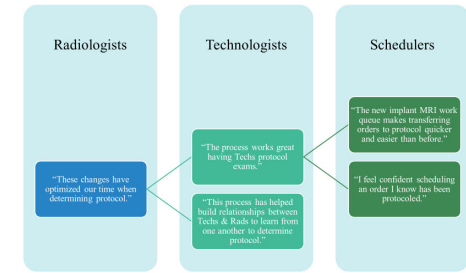 Radiologists
Technologists
Schedulers
“These changes have
optimized our time when
determining protocol.”
“The process works great
having Techs protocol
exams.”
“This process has helped
build relationships between
Techs & Rads to learn from
one another to determine
protocol.”
“The new implant MRI work
queue makes transferring
orders to protocol quicker
and easier than before.”
“I feel confident scheduling
an order I know has been
protocoled.”